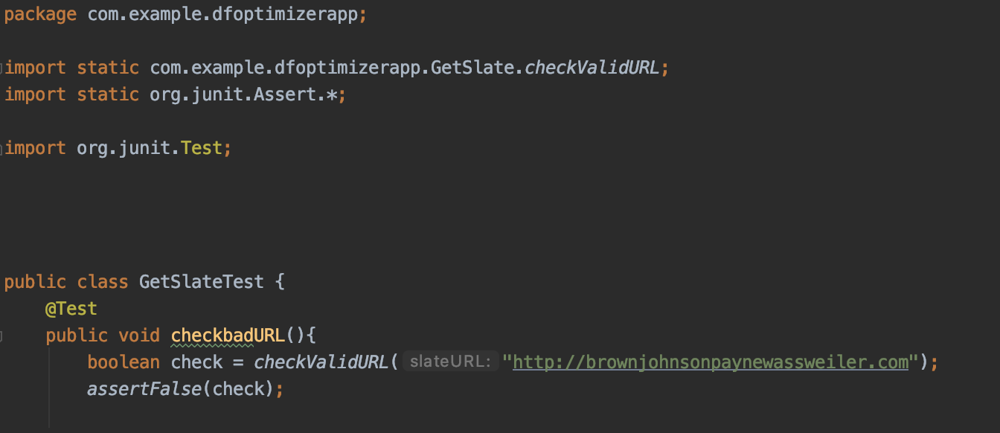 package com.example.dfoptimizerapp;
import static com.example.dfoptimizerapp.GetSlate.checkValidURL;
import static org.junit.Assert.*;
import org.junit.Test;
public class GetSlateTest {
@Test
public void checkbadURL(){
boolean check = checkValidURL( slateURL: "http://brownjohnsonpaynewassweiler.com");
assertFalse(check);